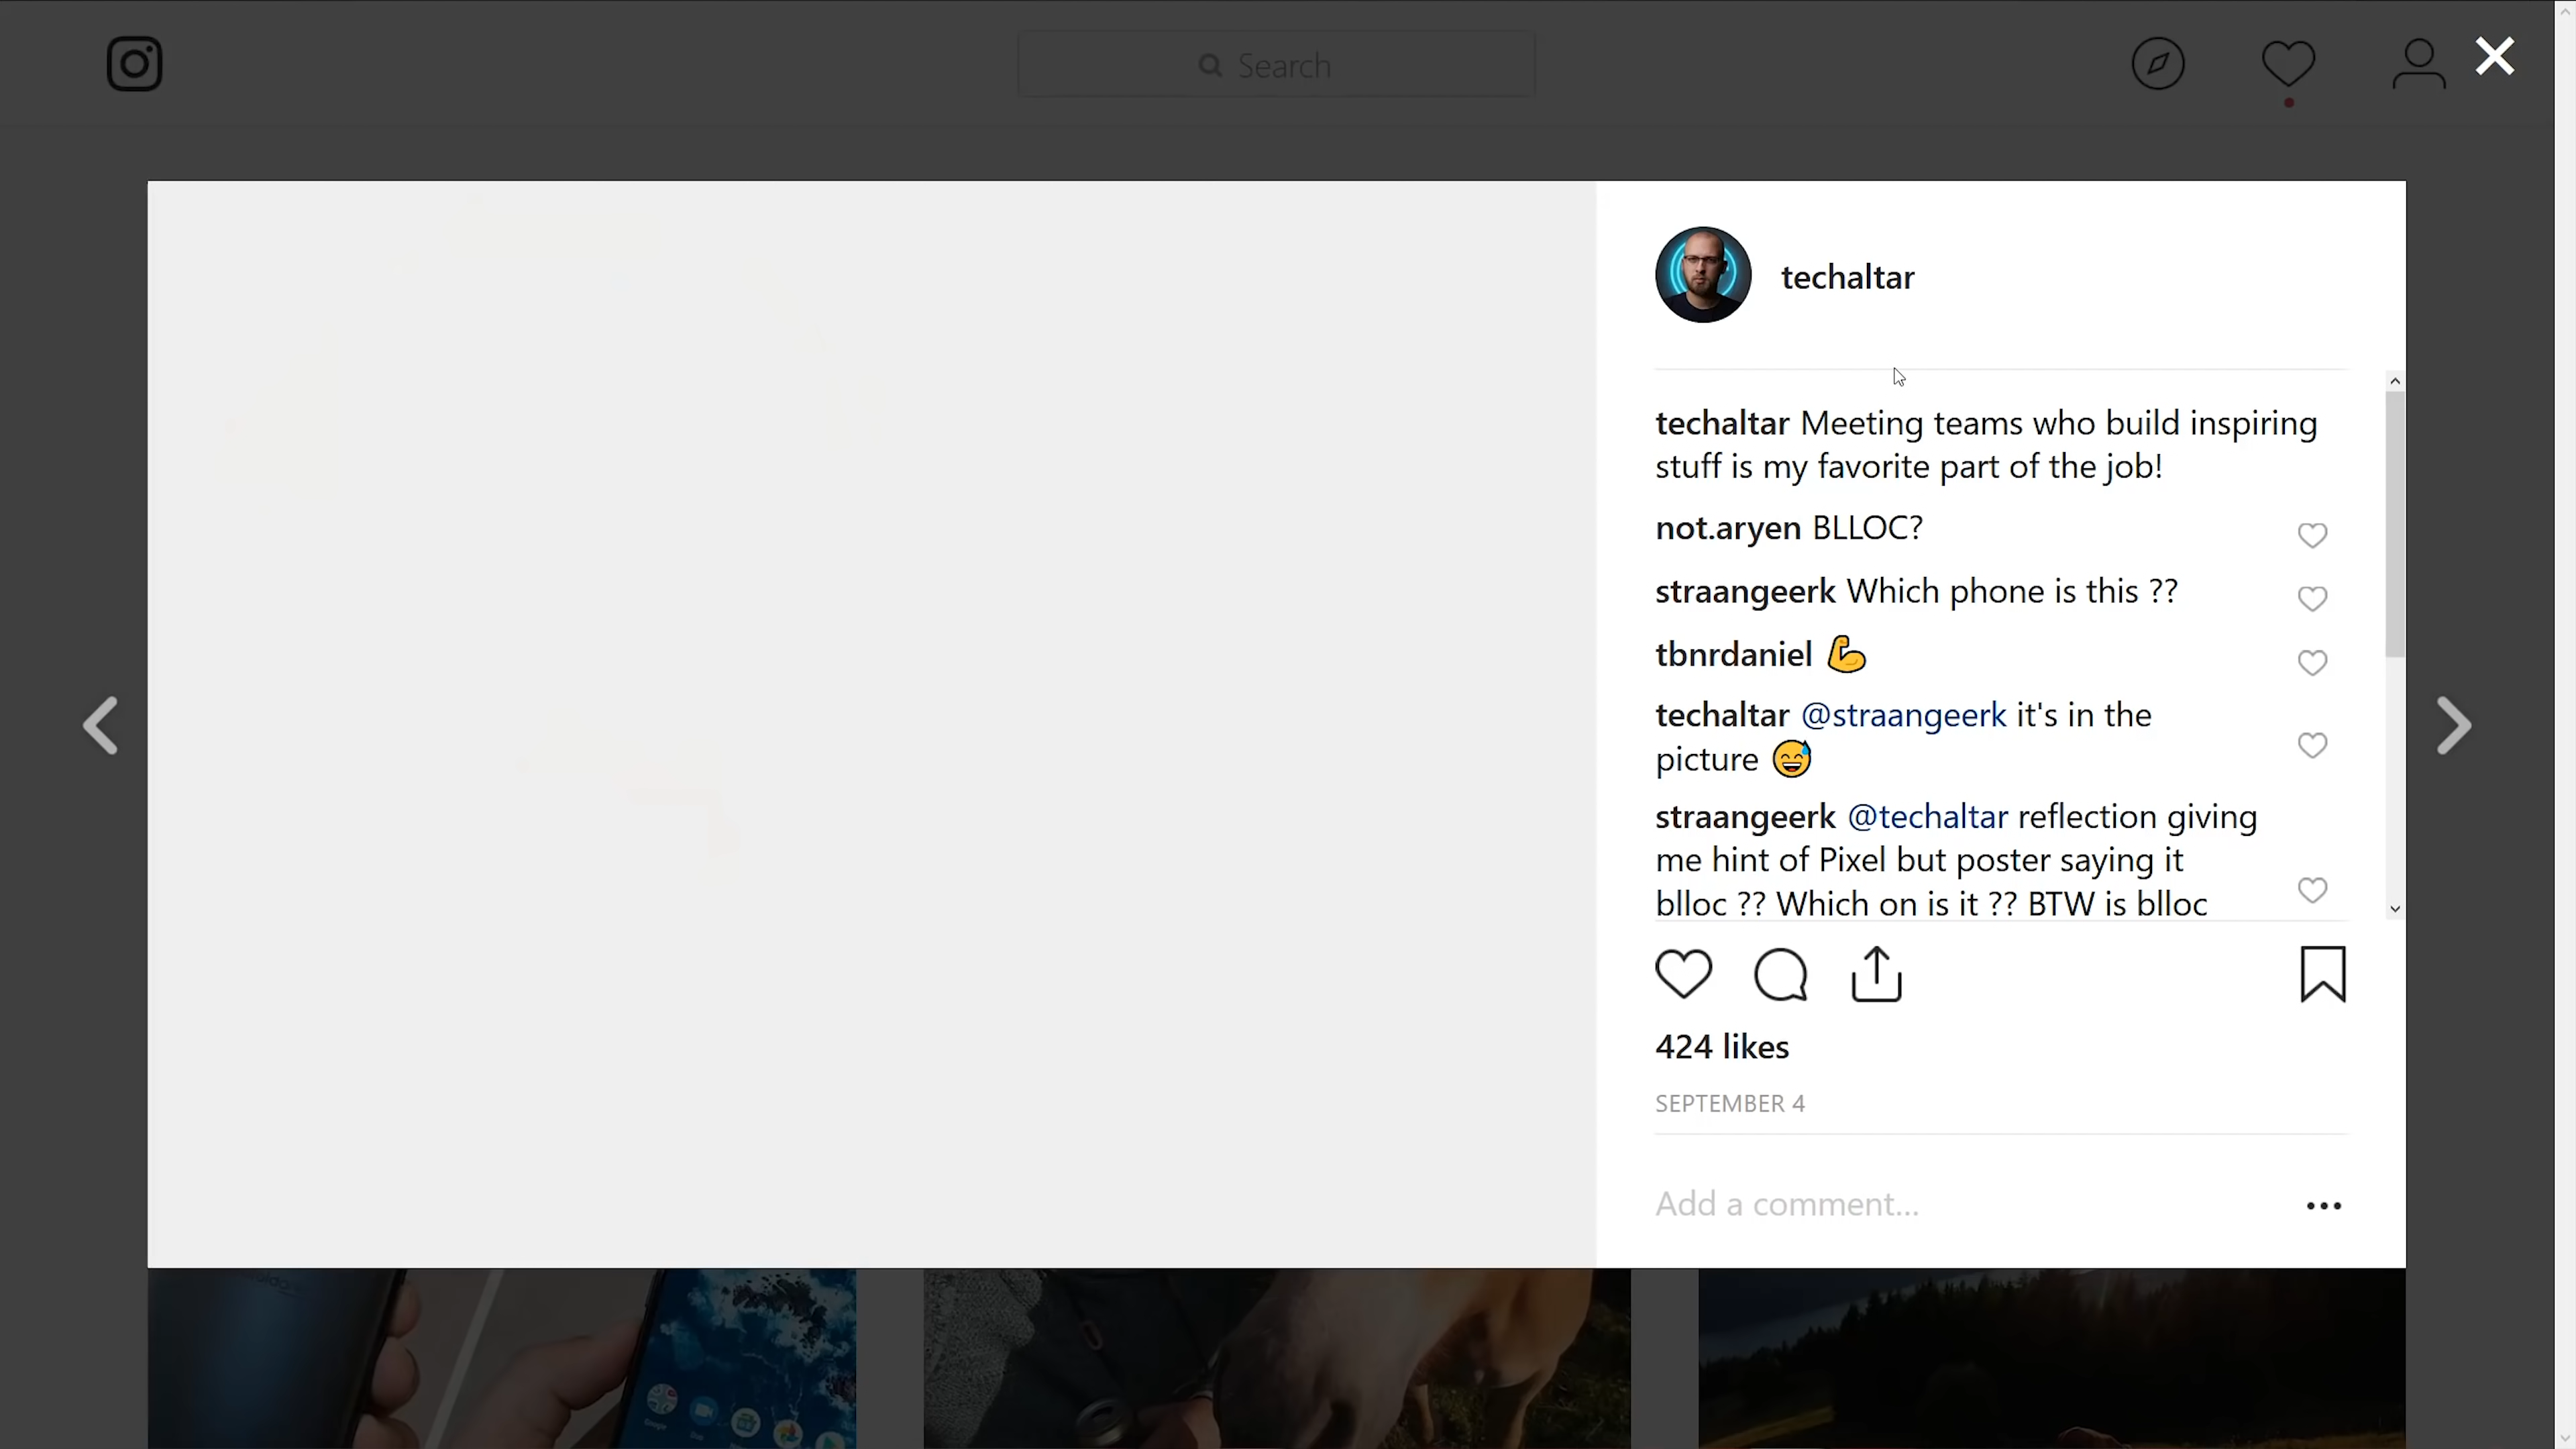 Search
techaltar
techaltar Meeting teams who build inspiring
stuff is my favorite part of the job!
not.aryen BLLOC?
straangeerk Which phone is this ??
tbnrdaniel 💪
techaltar @straangeerk it's in the
picture 😅
straangeerk @techaltar reflection giving
me hint of Pixel but poster saying it
blloc ?? Which on is it ?? BTW is blloc
424 likes
SEPTEMBER 4
Add a comment...
Google
Duo